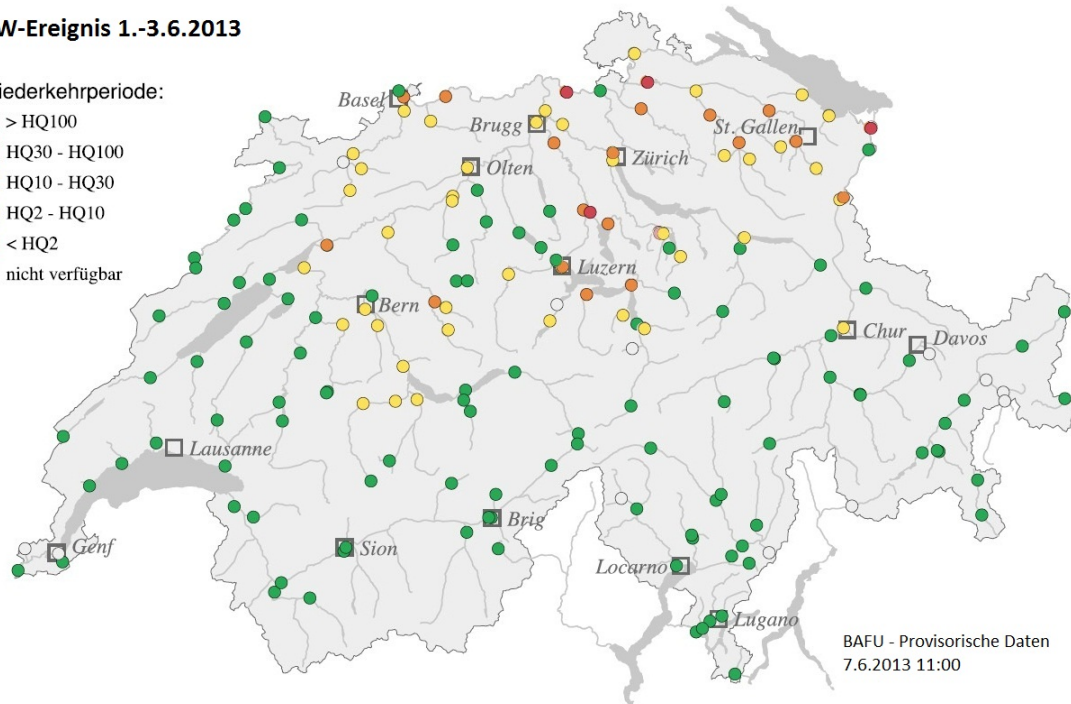 W-Ereignis 1.-3.6.2013
iederkehrperiode:
> HQ100
HQ30 - HQ100
HQ10 - HQ30
HQ2 - HQ10
< HQ2
nicht verfügbar
Basel
Brugg
St. Gallen
Olten
Zürich
Luzern
Bern
Chur
Davos
Lausanne
Brig
Genf
Sion
Locarno
Lugano
BAFU - Provisorische Daten
7.6.2013 11:00